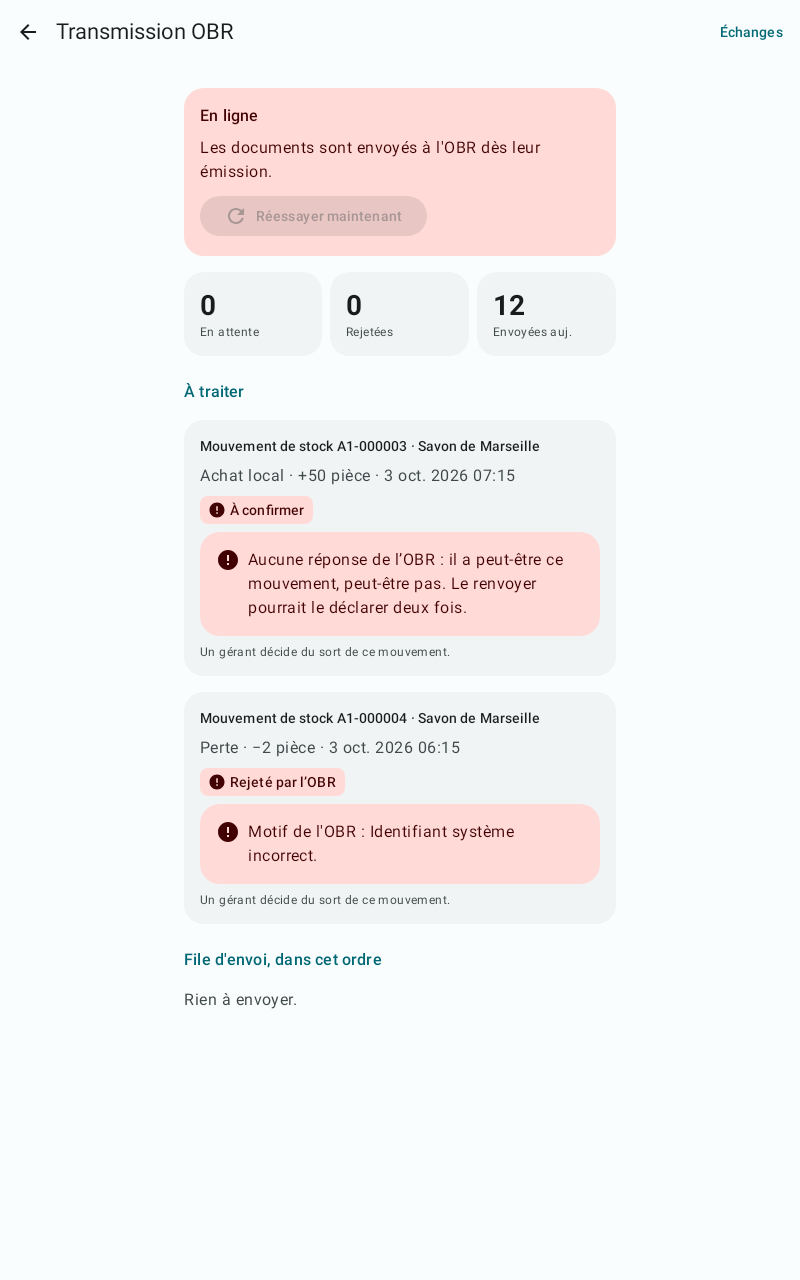 Transmission OBR
Échanges
En ligne
Les documents sont envoyés à l'OBR dès leur
émission.
Réessayer maintenant
0
En attente
0
Rejetées
12
Envoyées auj.
À traiter
Mouvement de stock A1-000003 · Savon de Marseille
Achat local · +50 pièce · 3 oct. 2026 07:15
À confirmer
Aucune réponse de l’OBR : il a peut-être ce
mouvement, peut-être pas. Le renvoyer
pourrait le déclarer deux fois.
Un gérant décide du sort de ce mouvement.
Mouvement de stock A1-000004 · Savon de Marseille
Perte · −2 pièce · 3 oct. 2026 06:15
Rejeté par l’OBR
Motif de l'OBR : Identifiant système
incorrect.
Un gérant décide du sort de ce mouvement.
File d'envoi, dans cet ordre
Rien à envoyer.